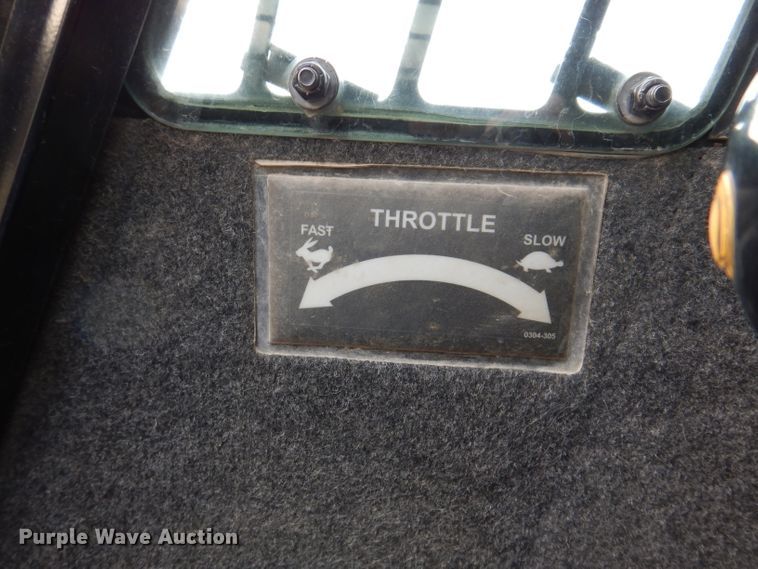 THROTTLE
FAST
SLOW
0304-305
Purple Wave Auction